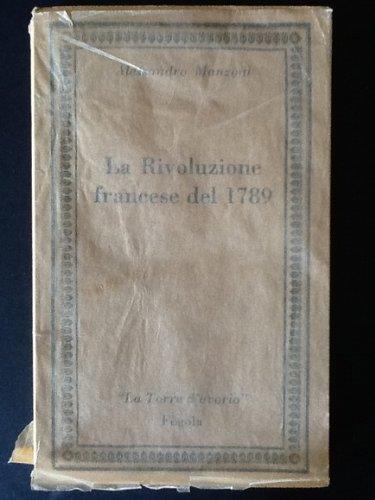 Alessandro Manzoni
La Rivoluzione
francese del 1789
"La Torre d'avorio"
Fògola